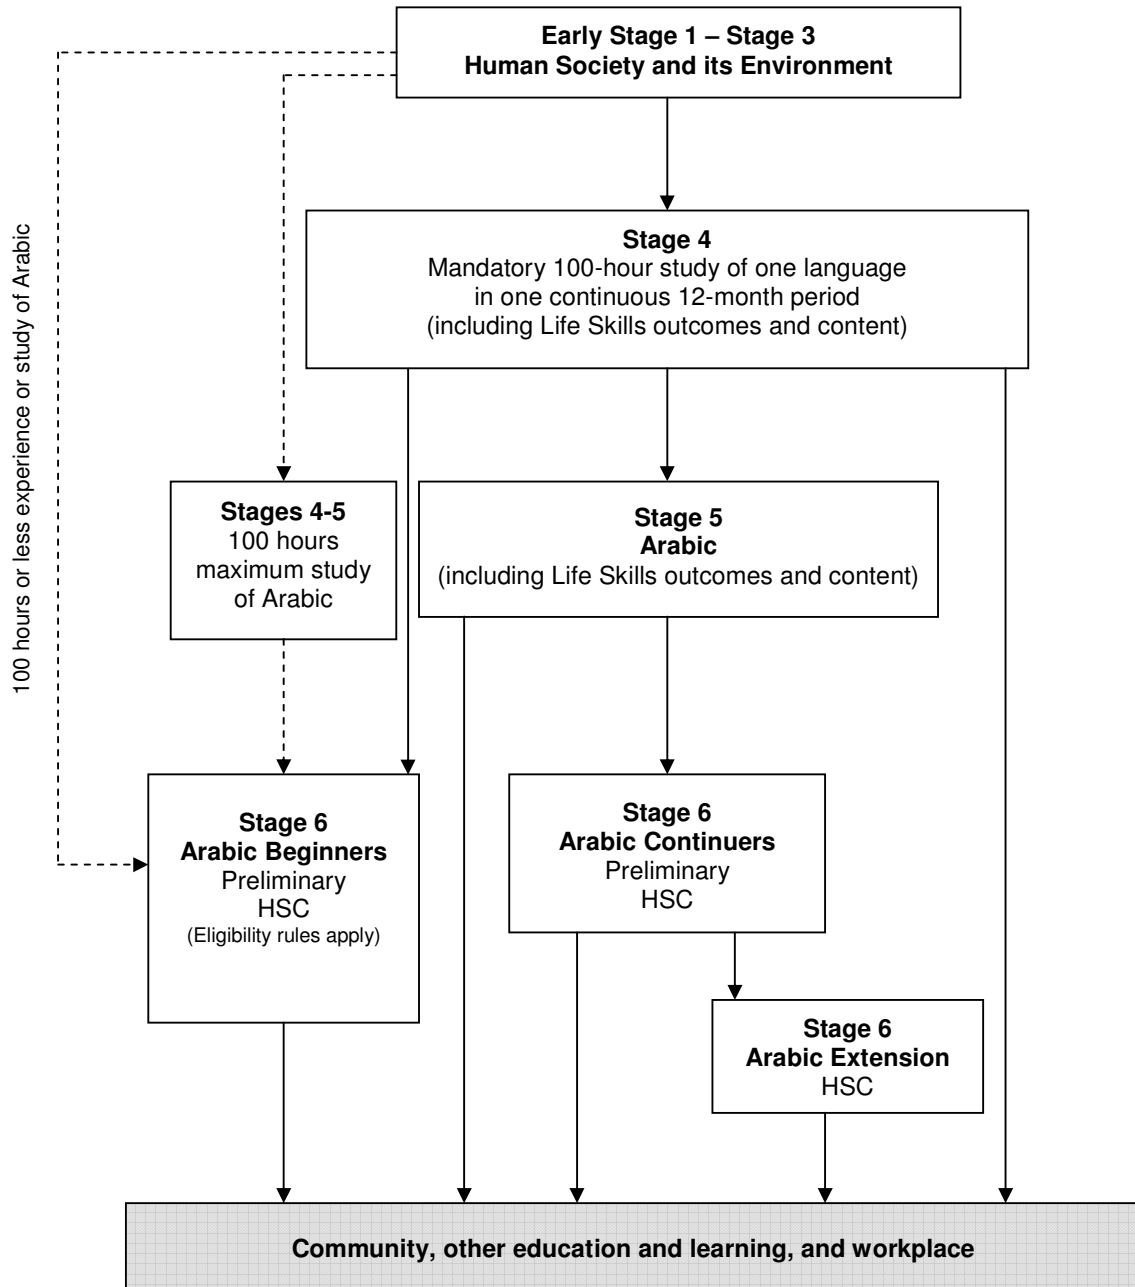 Early Stage 1 – Stage 3
Human Society and its Environment
100 hours or less experience or study of Arabic
Stage 4
Mandatory 100-hour study of one language
in one continuous 12-month period
(including Life Skills outcomes and content)
Stages 4-5
100 hours
maximum study
of Arabic
Stage 5
Arabic
(including Life Skills outcomes and content)
Stage 6
Arabic Beginners
Preliminary
HSC
(Eligibility rules apply)
Stage 6
Arabic Continuers
Preliminary
HSC
Stage 6
Arabic Extension
HSC
Community, other education and learning, and workplace